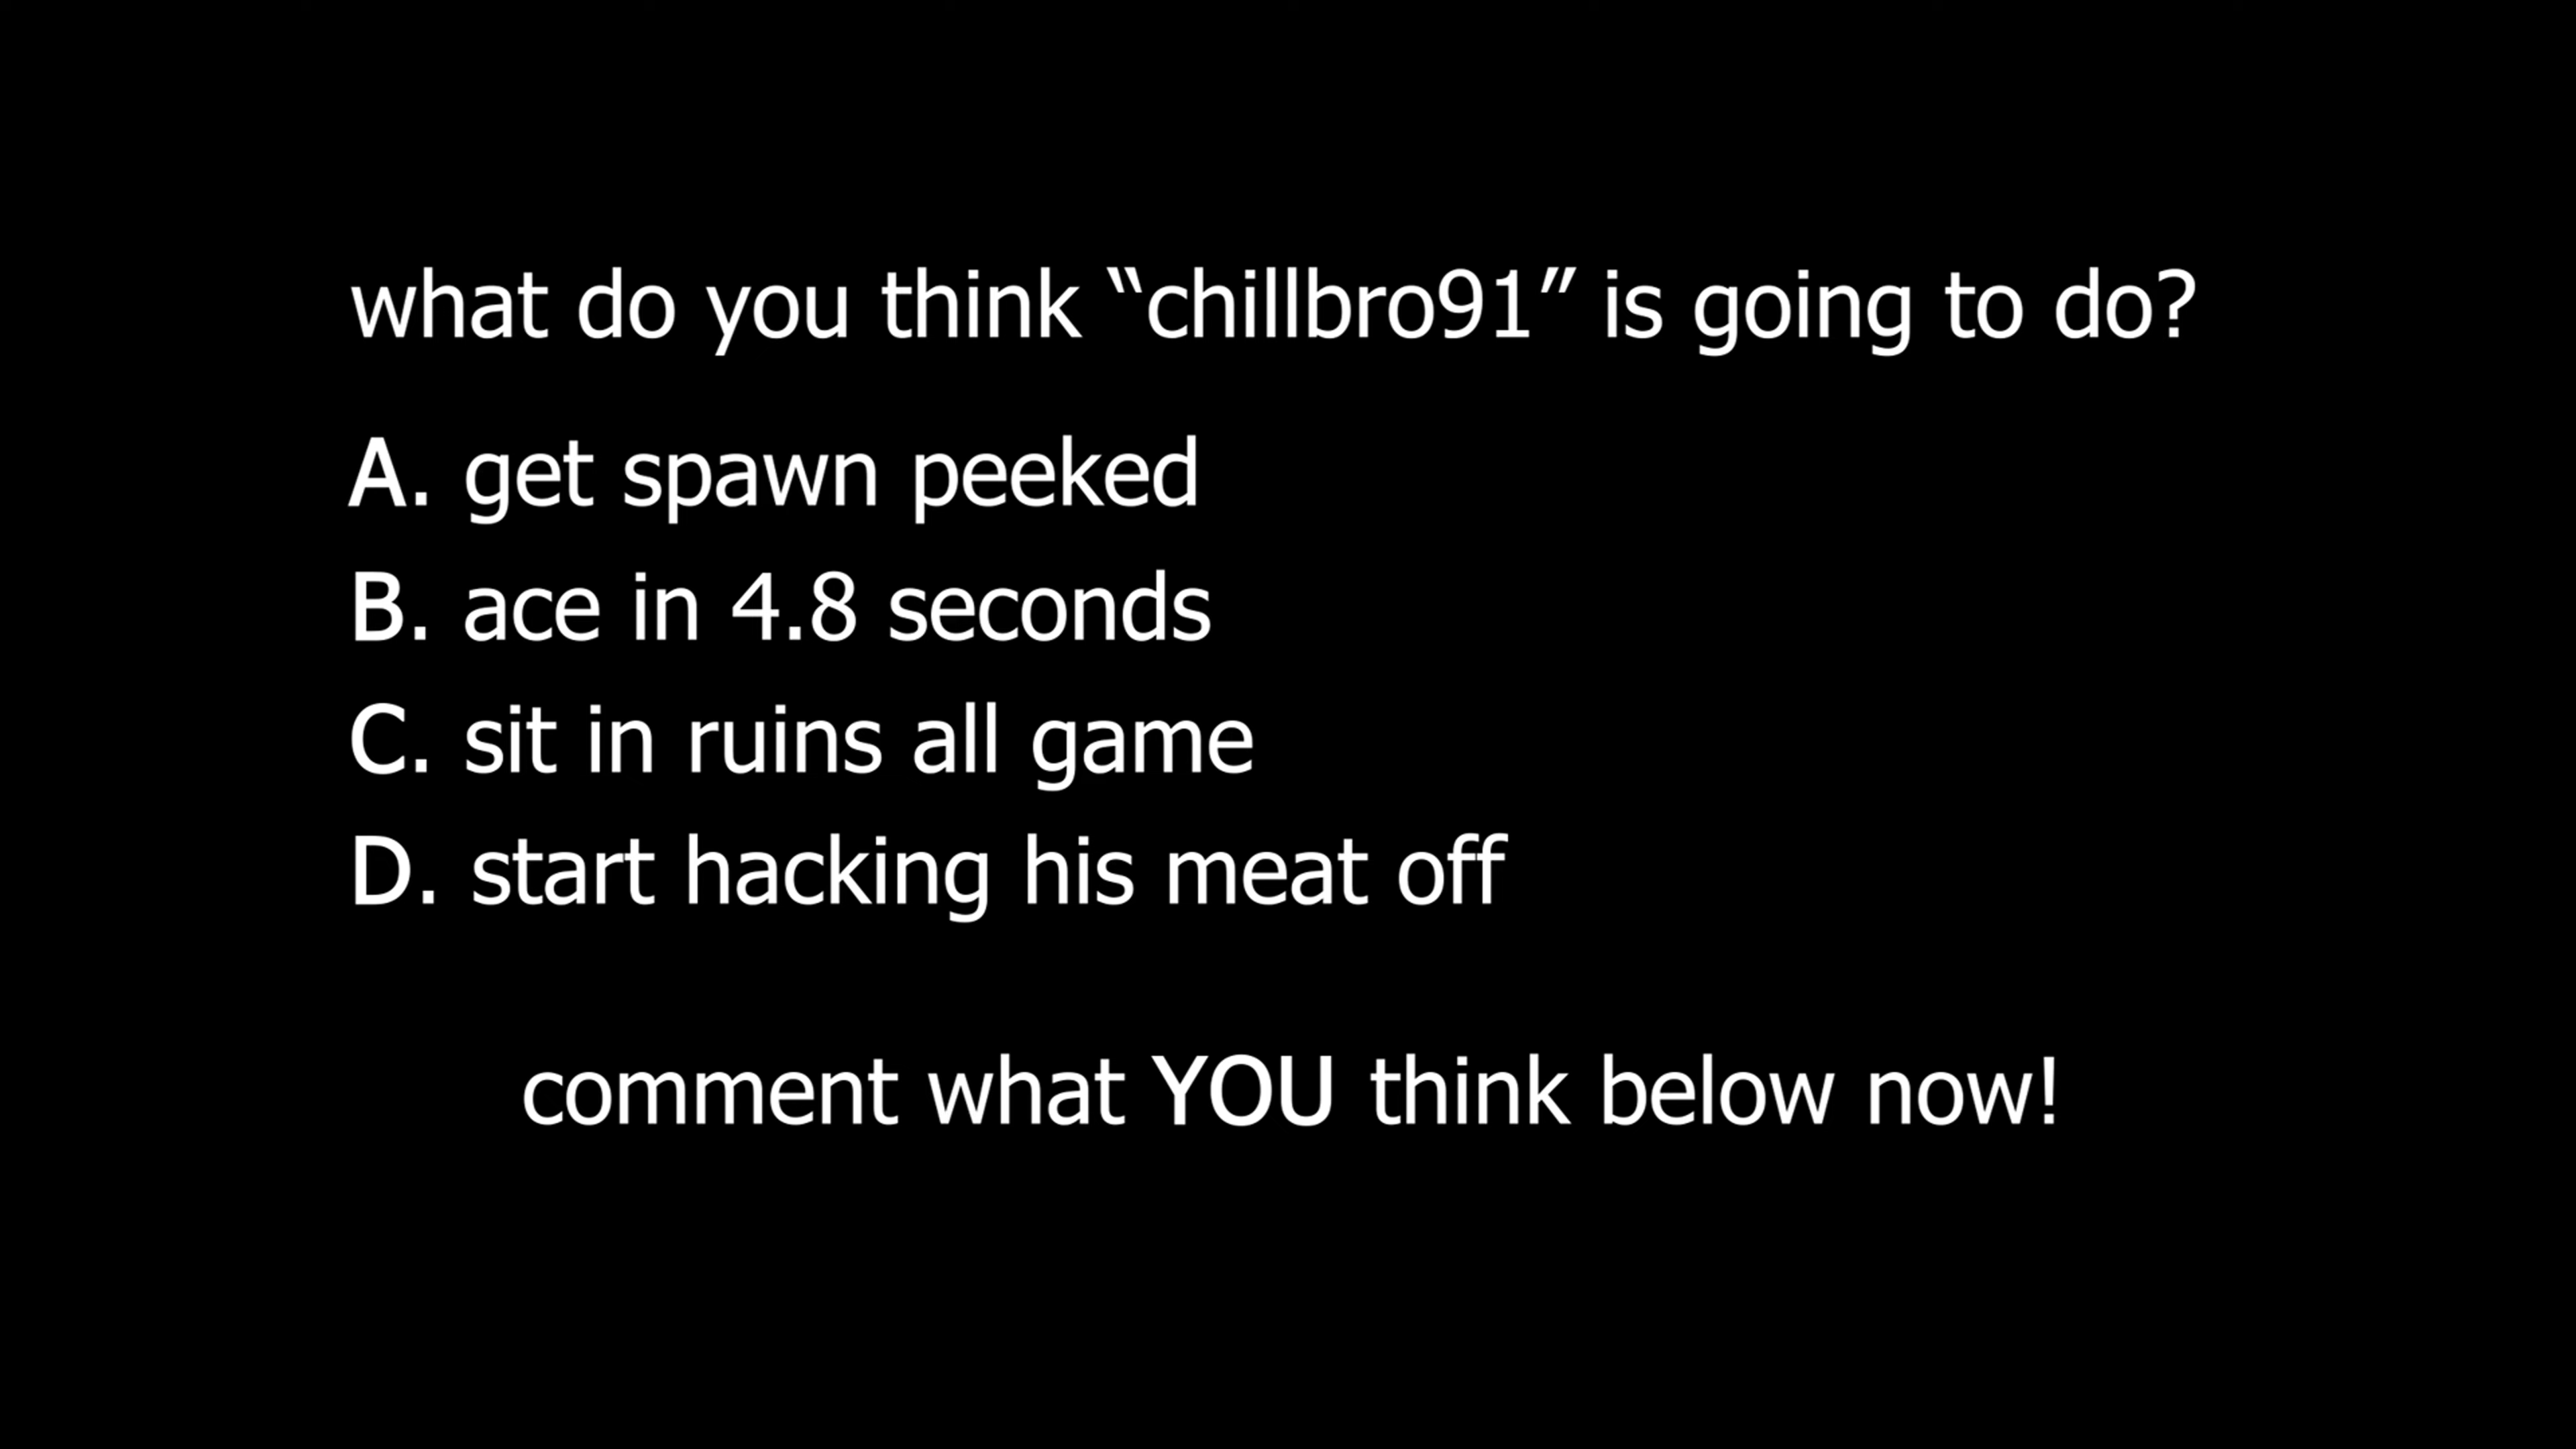 what do you think “chillbro91” is going to do?
A. get spawn peeked
B. ace in 4.8 seconds
C. sit in ruins all game
D. start hacking his meat off
comment what YOU think below now!